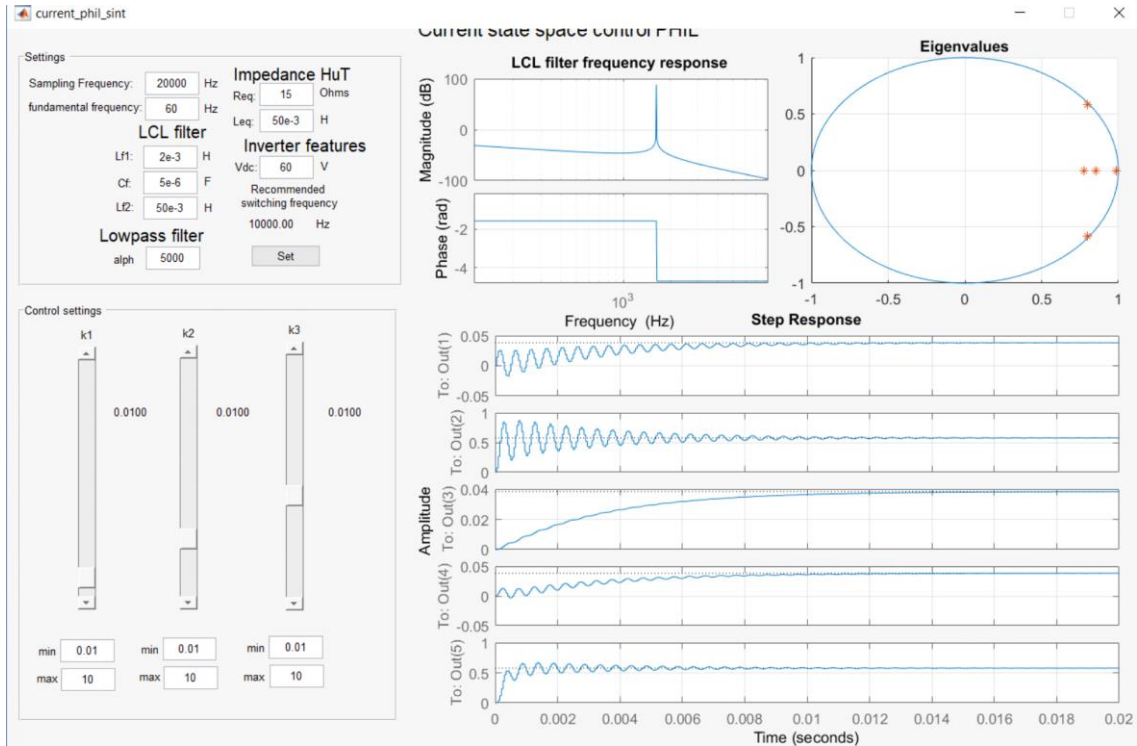 current_phil_sint
Current state space control PHIL
Settings
Sampling Frequency: 20000 Hz
fundamental frequency: 60 Hz
LCL filter
Lf1: 2e-3 H
Cf: 5e-6 F
Lf2: 50e-3 H
Lowpass filter
alph 5000
Impedance HuT
Req: 15 Ohms
Leq: 50e-3 H
Inverter features
Vdc: 60 V
Recommended
switching frequency
10000.00 Hz
Set
LCL filter frequency response
Magnitude (dB)
100
0
-100
Phase (rad)
-2
-4
10³
Frequency (Hz)
Eigenvalues
1
0.5
0
-0.5
-1
-1 -0.5 0 0.5 1
Control settings
k1 k2 k3
0.0100 0.0100 0.0100
min 0.01 min 0.01 min 0.01
max 10 max 10 max 10
Step Response
Amplitude
To: Out(1)
0.05
0
-0.05
To: Out(2)
1
0.5
0
To: Out(3)
0.04
0.02
0
To: Out(4)
0.05
0
-0.05
To: Out(5)
1
0.5
0
0 0.002 0.004 0.006 0.008 0.01 0.012 0.014 0.016 0.018 0.02
Time (seconds)